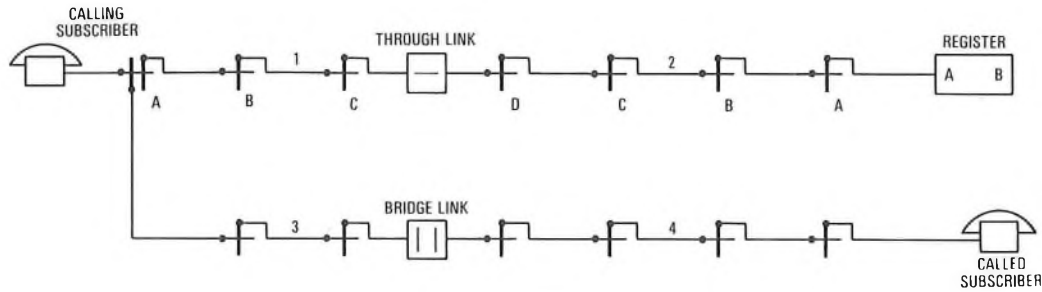 CALLING
SUBSCRIBER
1
THROUGH LINK
2
REGISTER
A B
A B C D C B A
3
BRIDGE LINK
4
CALLED
SUBSCRIBER